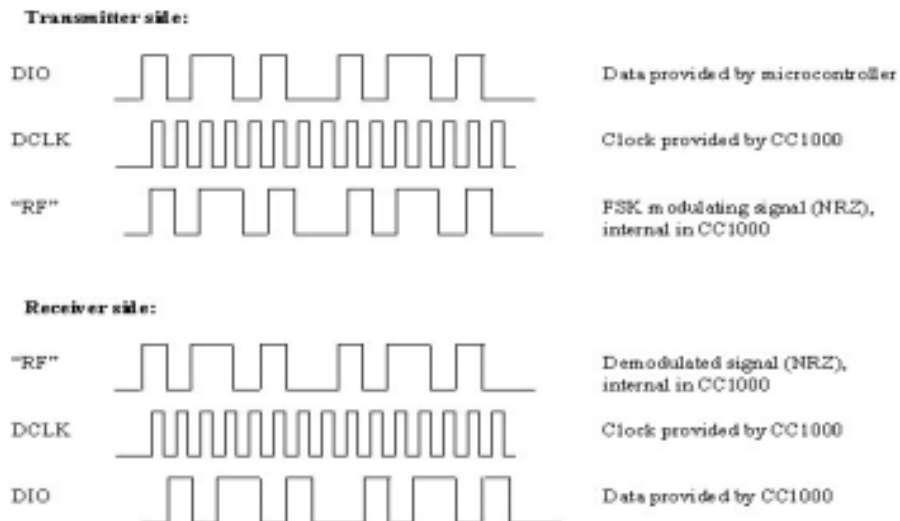 Transmitter side:
DIO
Data provided by microcontroller
DCLK
Clock provided by CC1000
"RF"
FSK modulating signal (NRZ),
internal in CC1000
Receiver side:
"RF"
Demodulated signal (NRZ),
internal in CC1000
DCLK
Clock provided by CC1000
DIO
Data provided by CC1000